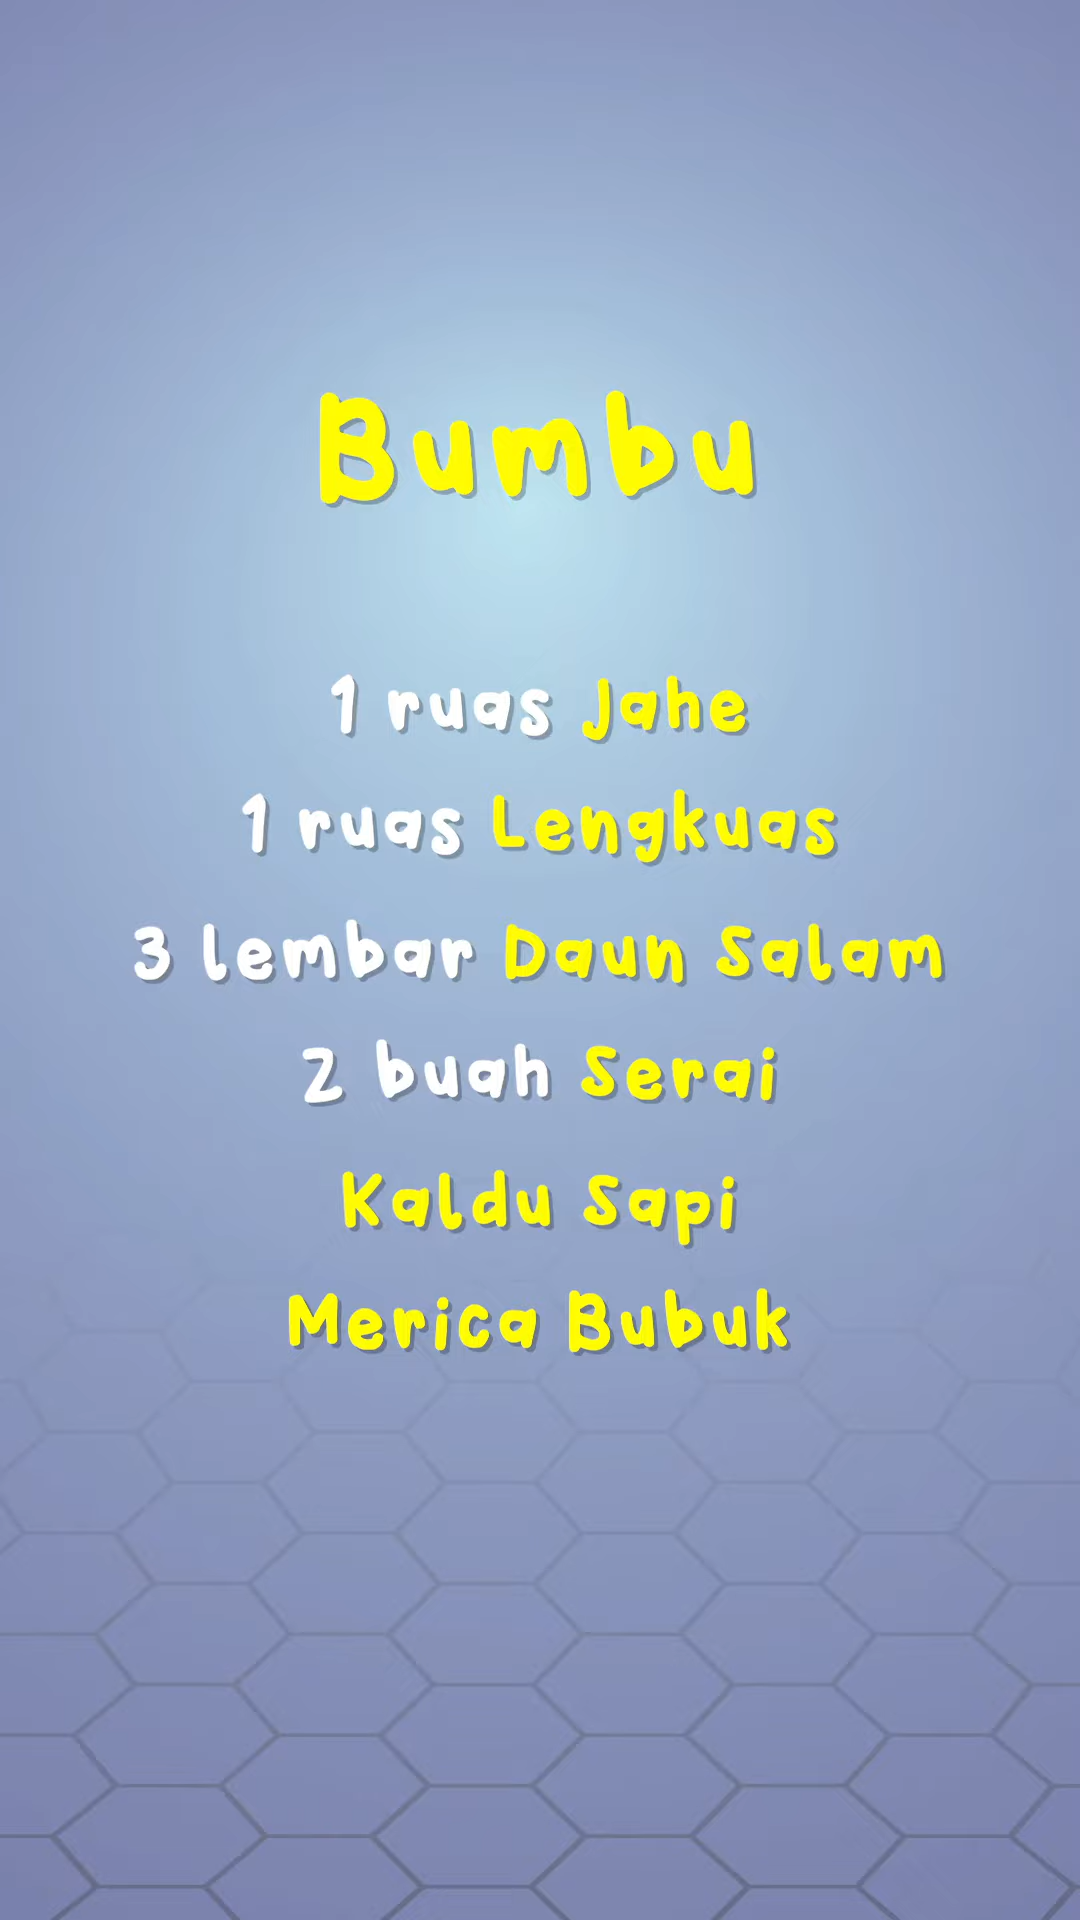 Bumbu
1 ruas Jahe
1 ruas Lengkuas
3 lembar Daun Salam
2 buah Serai
Kaldu Sapi
Merica Bubuk